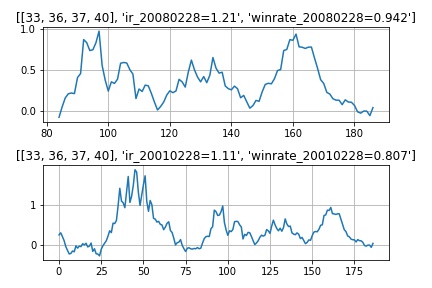 [[33, 36, 37, 40], 'ir_20080228=1.21', 'winrate_20080228=0.942']
1.0
0.5
0.0
80 100 120 140 160 180
[[33, 36, 37, 40], 'ir_20010228=1.11', 'winrate_20010228=0.807']
1
0
0 25 50 75 100 125 150 175